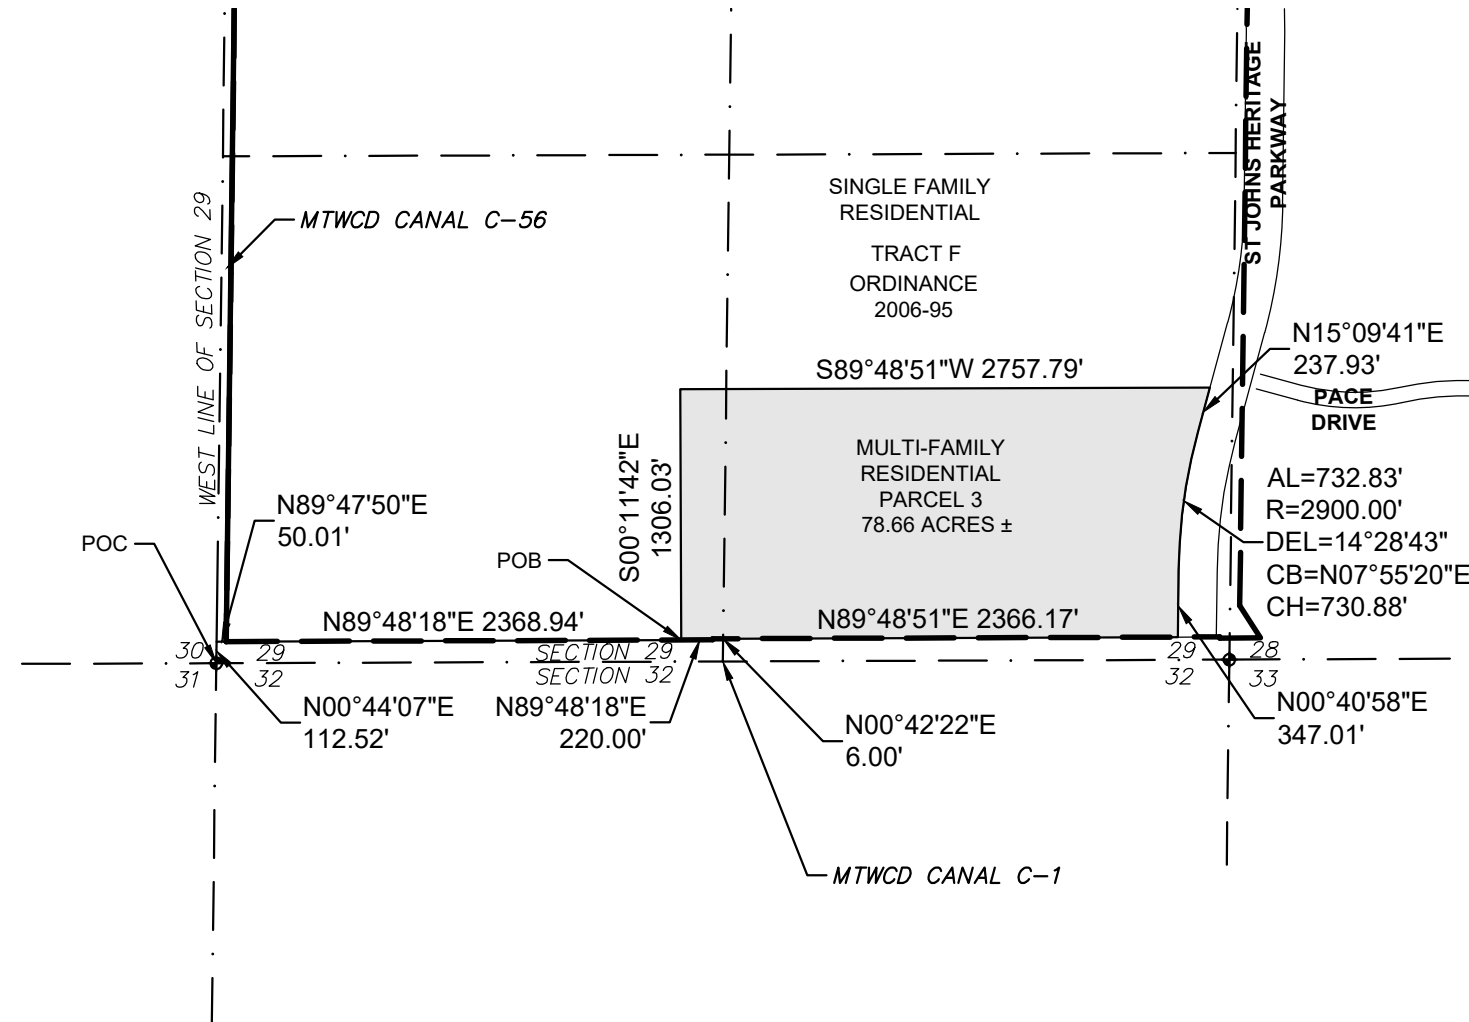 ST JOHNS HERITAGE
PARKWAY
SINGLE FAMILY
RESIDENTIAL
TRACT F
ORDINANCE
2006-95
WEST LINE OF SECTION 29
MTWCD CANAL C-56
N15°09'41"E
237.93'
S89°48'51"W 2757.79'
PACE
DRIVE
MULTI-FAMILY
RESIDENTIAL
PARCEL 3
78.66 ACRES ±
S00°11'42"E
1306.03'
AL=732.83'
R=2900.00'
DEL=14°28'43"
CB=N07°55'20"E
CH=730.88'
N89°47'50"E
50.01'
POC
POB
N89°48'18"E 2368.94'
N89°48'51"E 2366.17'
30 29
31 32
SECTION 29
SECTION 32
29 28
32 33
N00°44'07"E
112.52'
N89°48'18"E
220.00'
N00°42'22"E
6.00'
N00°40'58"E
347.01'
MTWCD CANAL C-1